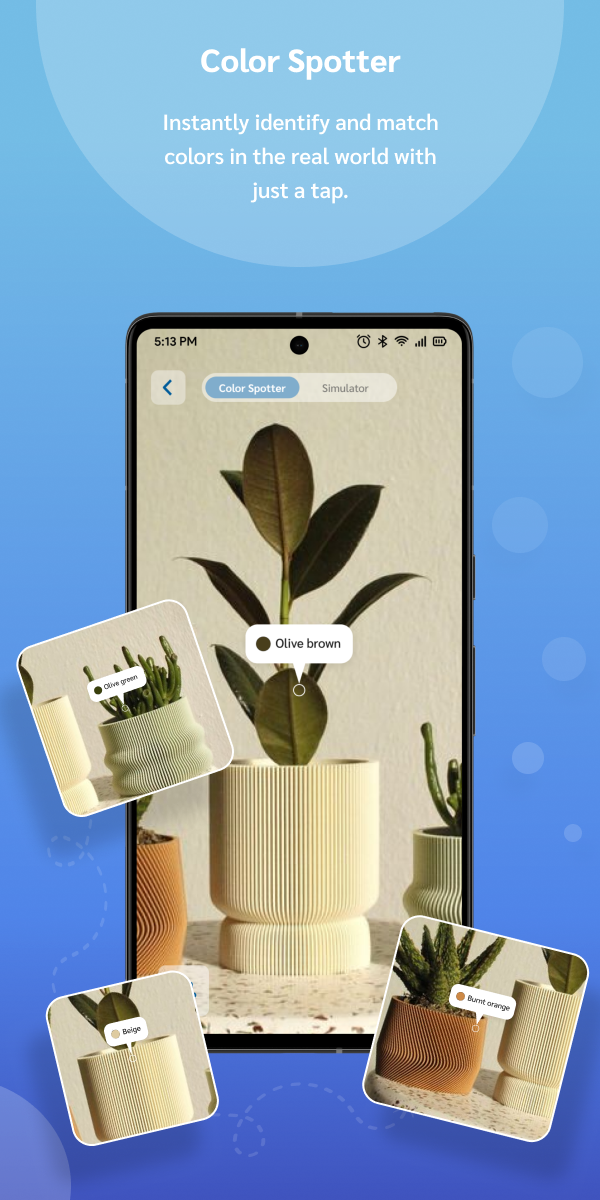 Color Spotter
Instantly identify and match
colors in the real world with
just a tap.
5:13 PM
Color Spotter
Simulator
Olive brown
Olive green
Beige
Burnt orange